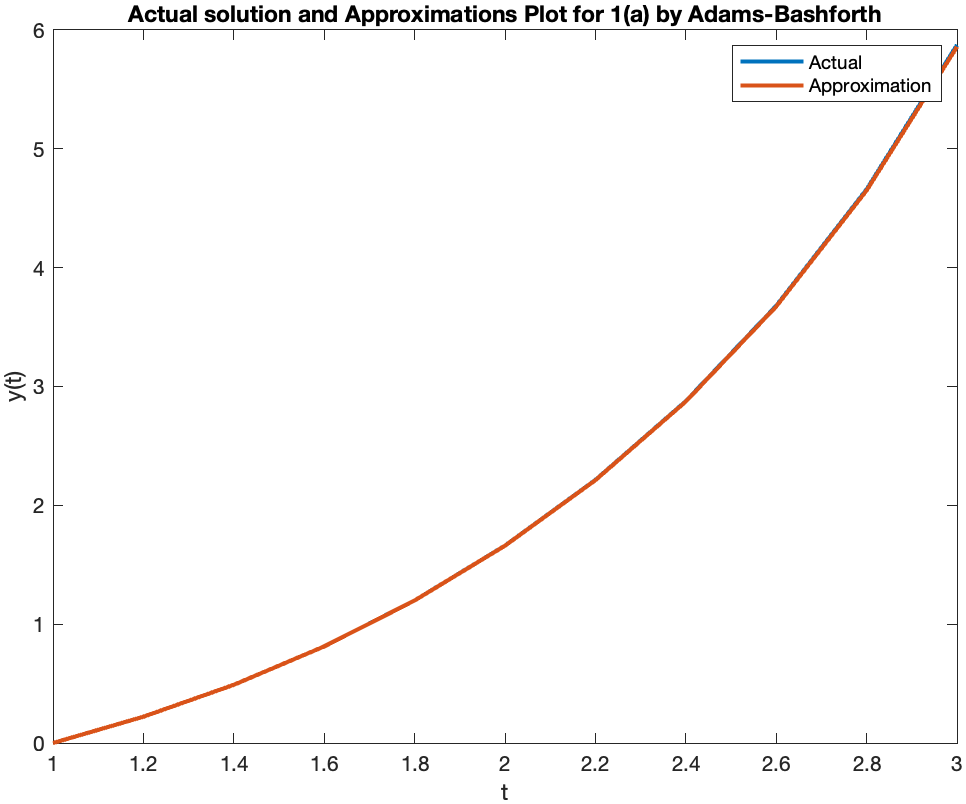 Actual solution and Approximations Plot for 1(a) by Adams-Bashforth
Actual
Approximation
6
5
4
3
2
1
0
y(t)
1 1.2 1.4 1.6 1.8 2 2.2 2.4 2.6 2.8 3
t